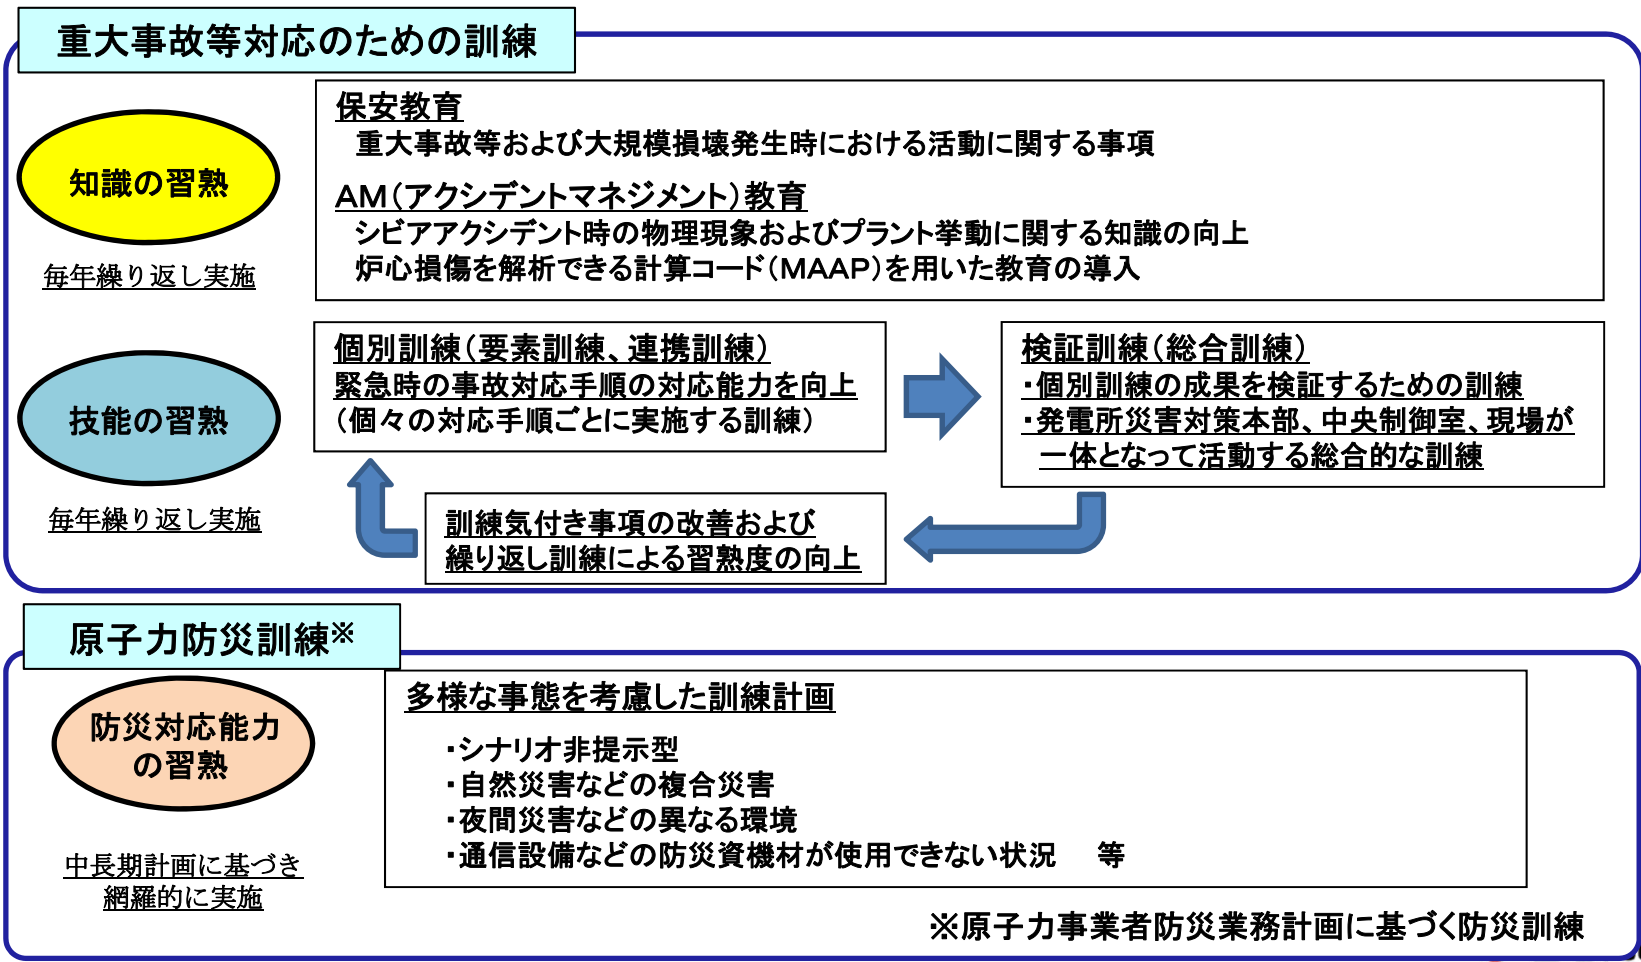 重大事故等対応のための訓練
知識の習熟
毎年繰り返し実施
保安教育
重大事故等および大規模損壊発生時における活動に関する事項
AM(アクシデントマネジメント)教育
シビアアクシデント時の物理現象およびプラント挙動に関する知識の向上
炉心損傷を解析できる計算コード(MAAP)を用いた教育の導入
技能の習熟
毎年繰り返し実施
個別訓練(要素訓練、連携訓練)
緊急時の事故対応手順の対応能力を向上
(個々の対応手順ごとに実施する訓練)
検証訓練(総合訓練)
・個別訓練の成果を検証するための訓練
・発電所災害対策本部、中央制御室、現場が
一体となって活動する総合的な訓練
訓練気付き事項の改善および
繰り返し訓練による習熟度の向上
原子力防災訓練※
防災対応能力
の習熟
中長期計画に基づき
網羅的に実施
多様な事態を考慮した訓練計画
・シナリオ非提示型
・自然災害などの複合災害
・夜間災害などの異なる環境
・通信設備などの防災資機材が使用できない状況 等
※原子力事業者防災業務計画に基づく防災訓練